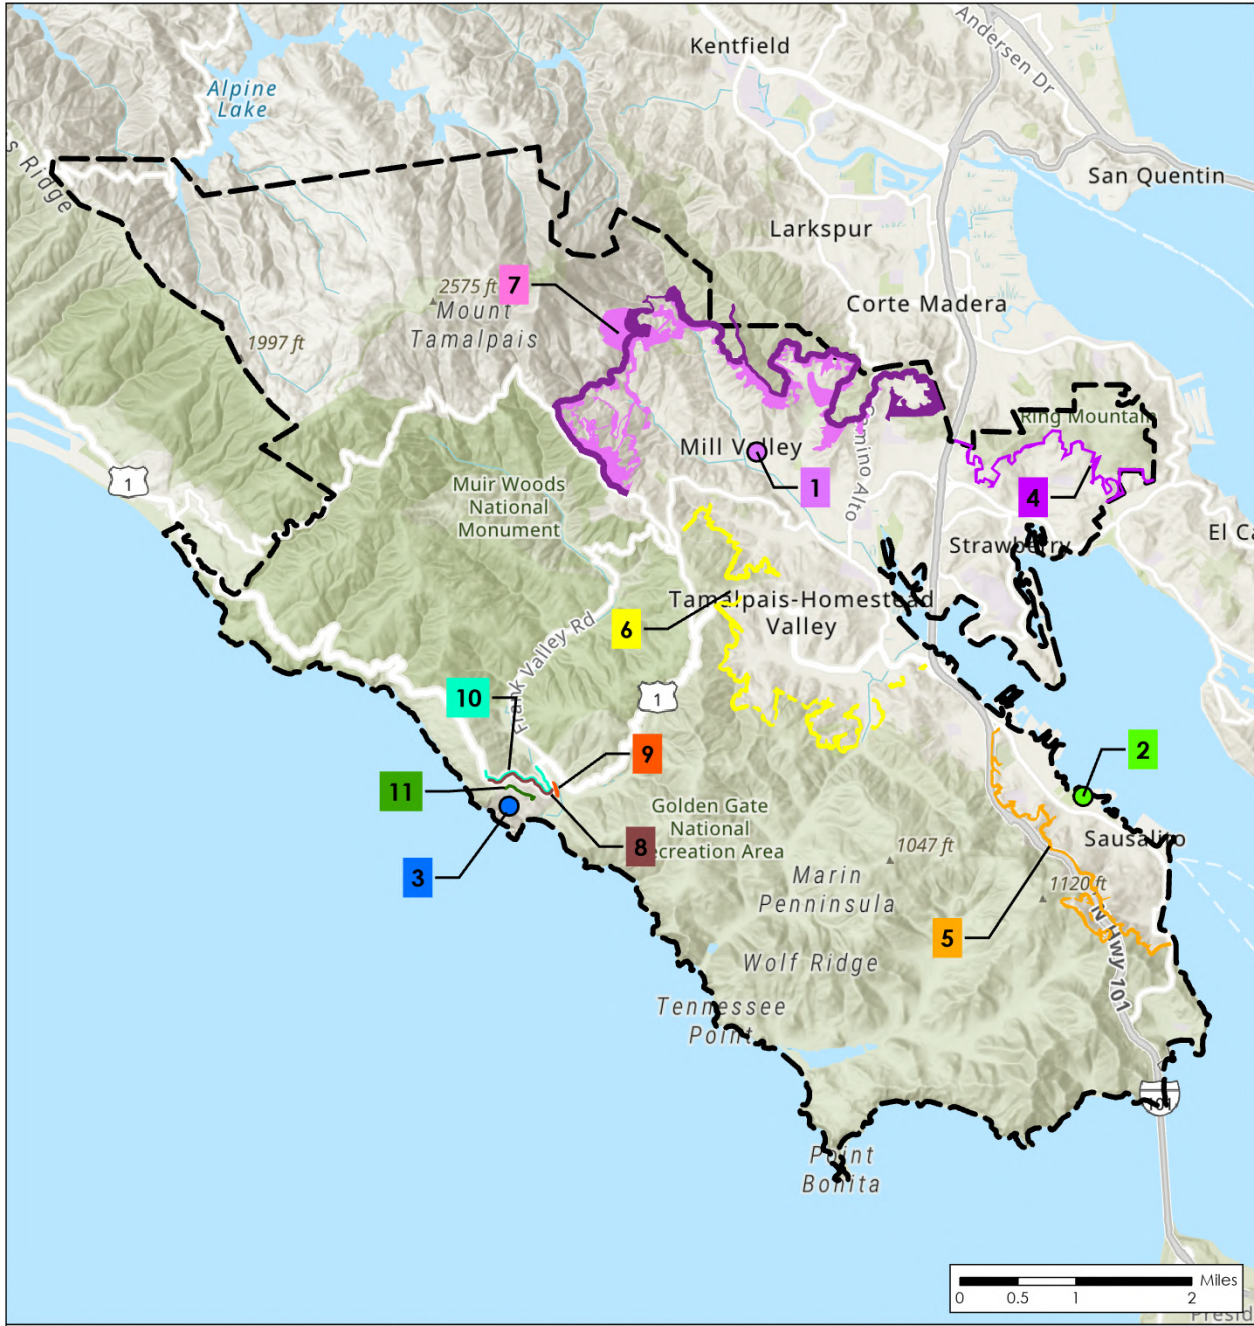 Kentfield
Andersen Dr
Alpine
Lake
s Ridge
San Quentin
Larkspur
2575 ft
7
Mount
Tamalpais
Corte Madera
1997 ft
Ring Mountain
Camino Alto
Mill Valley
1
1
4
Muir Woods
National
Monument
Strawberry
El Ca
Tamalpais-Homestead
Valley
6
Frank Valley Rd
1
10
9
2
11
Golden Gate
National
Recreation Area
8
3
Sausalito
1047 ft
1120 ft
Marin
Penninsula
5
N Hwy 101
Wolf Ridge
Tennessee
Point
101
Point
Bonita
Miles
0 0.5 1 2
Presid